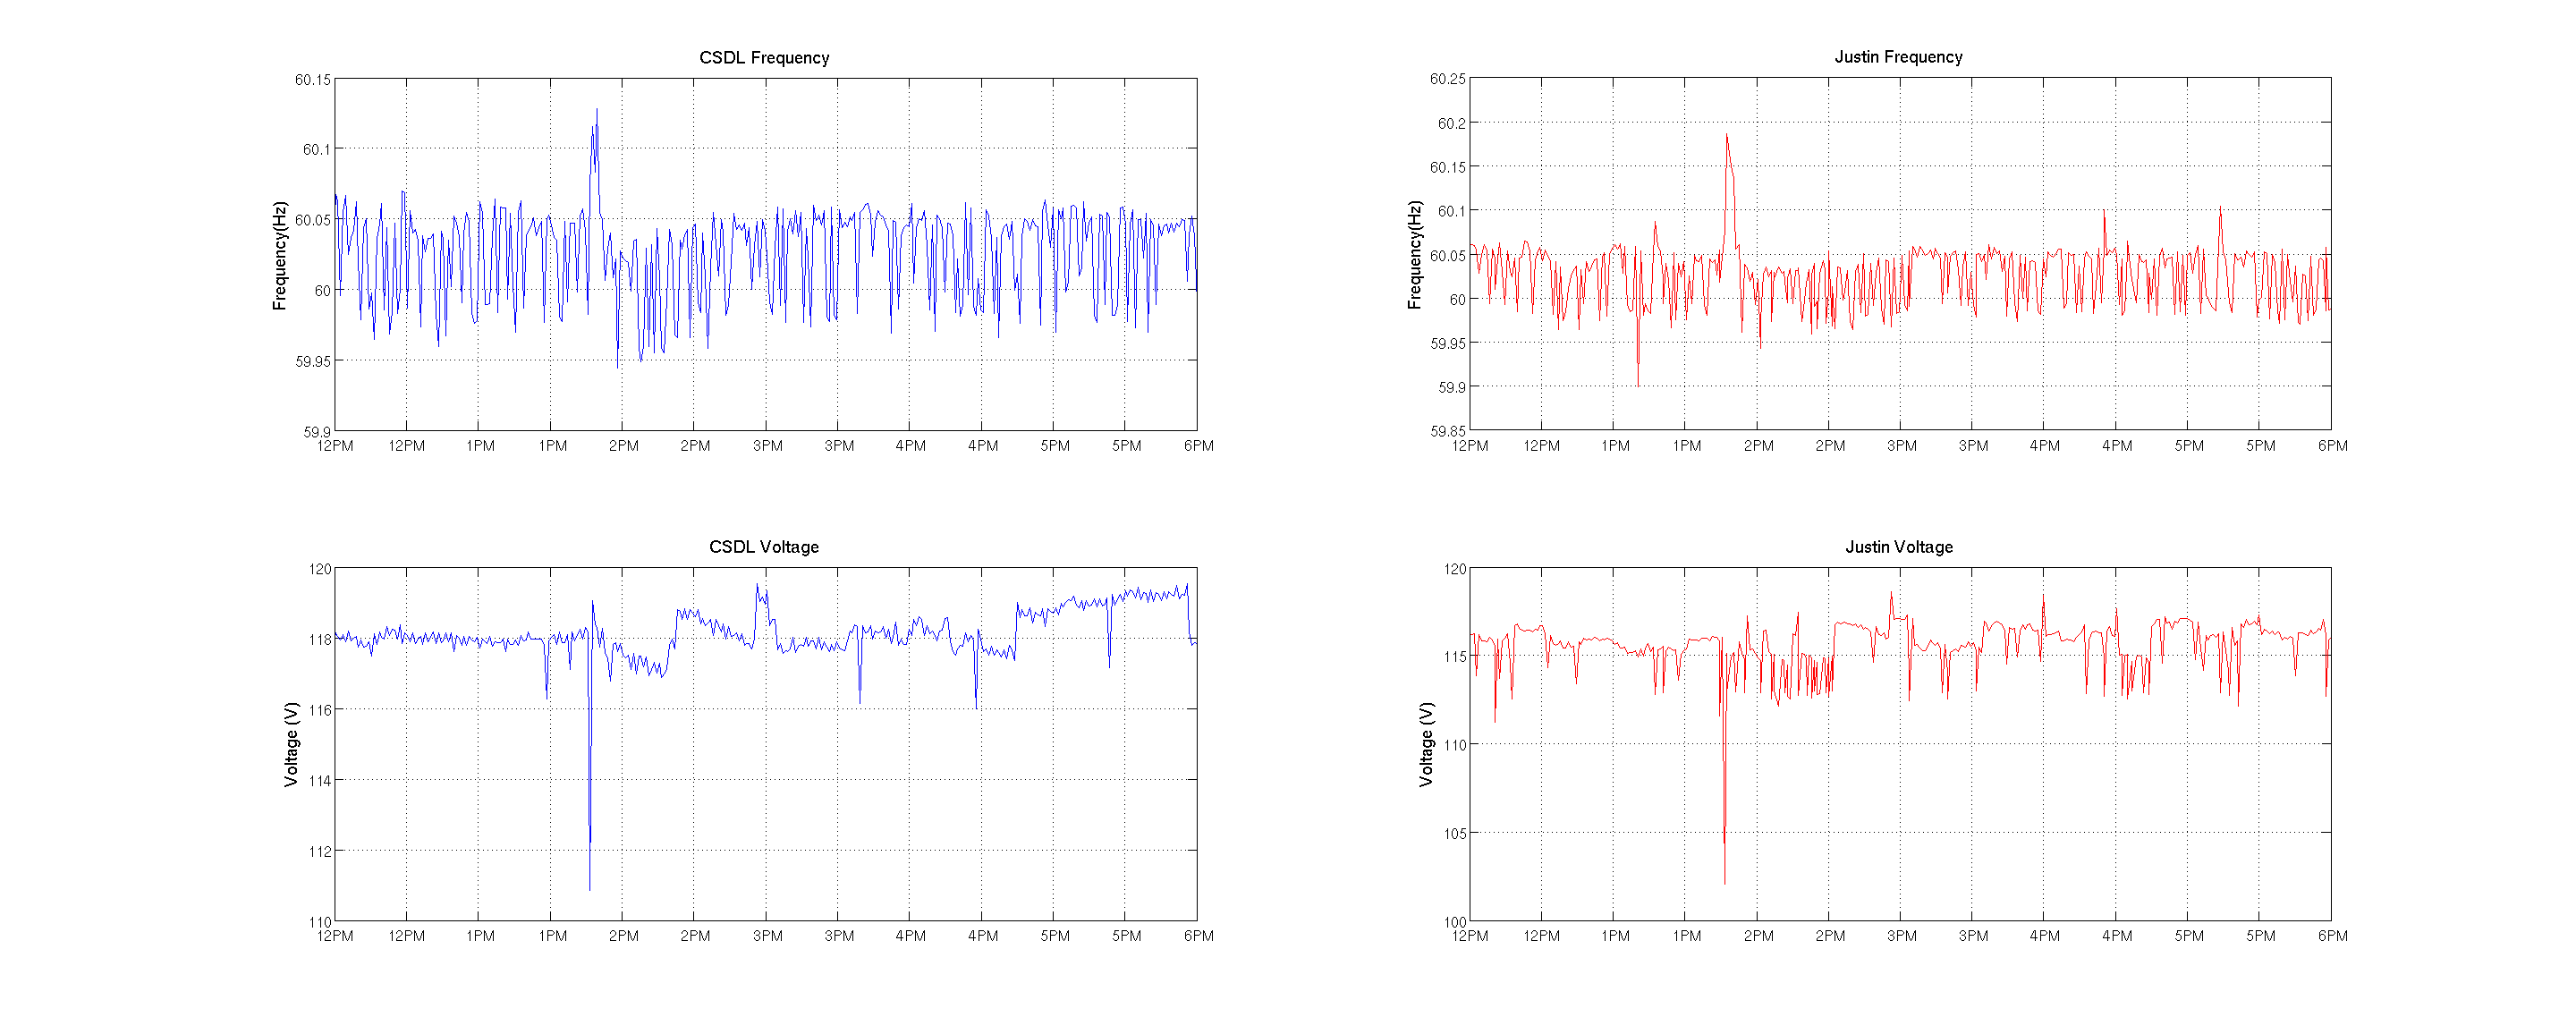 CSDL Frequency
60.15
60.1
60.05
60
59.95
59.9
Frequency(Hz)
12PM 12PM 1PM 1PM 2PM 2PM 3PM 3PM 4PM 4PM 5PM 5PM 6PM
Justin Frequency
60.25
60.2
60.15
60.1
60.05
60
59.95
59.9
59.85
Frequency(Hz)
12PM 12PM 1PM 1PM 2PM 2PM 3PM 3PM 4PM 4PM 5PM 5PM 6PM
CSDL Voltage
120
118
116
114
112
110
Voltage (V)
12PM 12PM 1PM 1PM 2PM 2PM 3PM 3PM 4PM 4PM 5PM 5PM 6PM
Justin Voltage
120
115
110
105
100
Voltage (V)
12PM 12PM 1PM 1PM 2PM 2PM 3PM 3PM 4PM 4PM 5PM 5PM 6PM